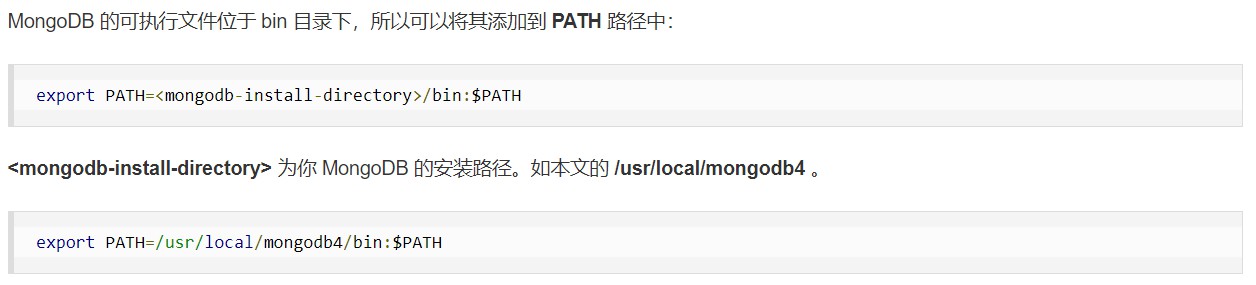 MongoDB 的可执行文件位于 bin 目录下，所以可以将其添加到 PATH 路径中：
export PATH=<mongodb-install-directory>/bin:$PATH
<mongodb-install-directory> 为你 MongoDB 的安装路径。如本文的 /usr/local/mongodb4 。
export PATH=/usr/local/mongodb4/bin:$PATH